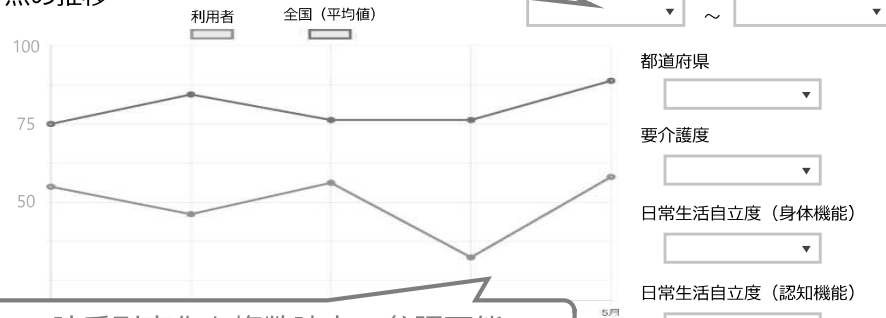 点の推移
利用者
全国（平均値）
▼
～
▼
100
75
50
5月
都道府県
▼
要介護度
▼
日常生活自立度（身体機能）
▼
日常生活自立度（認知機能）